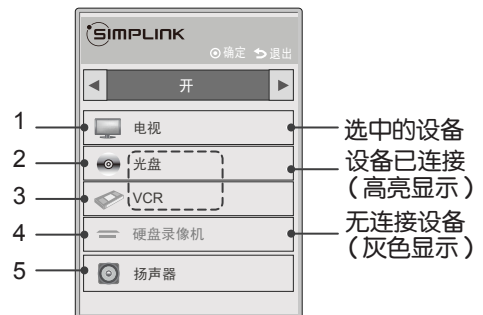 SIMPLINK
◉确定 ⮌退出
◀ 开 ▶
1 电视 选中的设备
2 光盘 设备已连接
（高亮显示）
3 VCR
4 硬盘录像机 无连接设备
（灰色显示）
5 扬声器